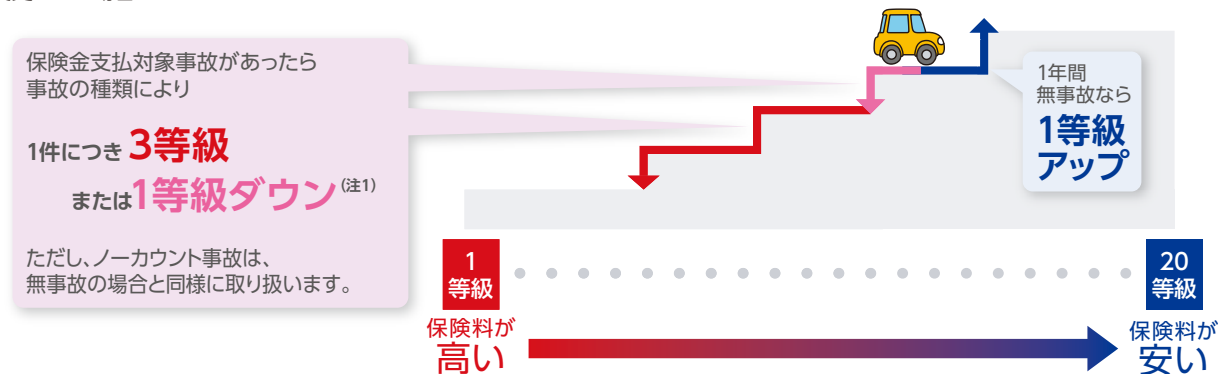 保険金支払対象事故があったら
事故の種類により
1件につき3等級
または1等級ダウン(注1)
ただし、ノーカウント事故は、
無事故の場合と同様に取り扱います。
1年間
無事故なら
1等級
アップ
1
等級
20
等級
保険料が
高い
保険料が
安い